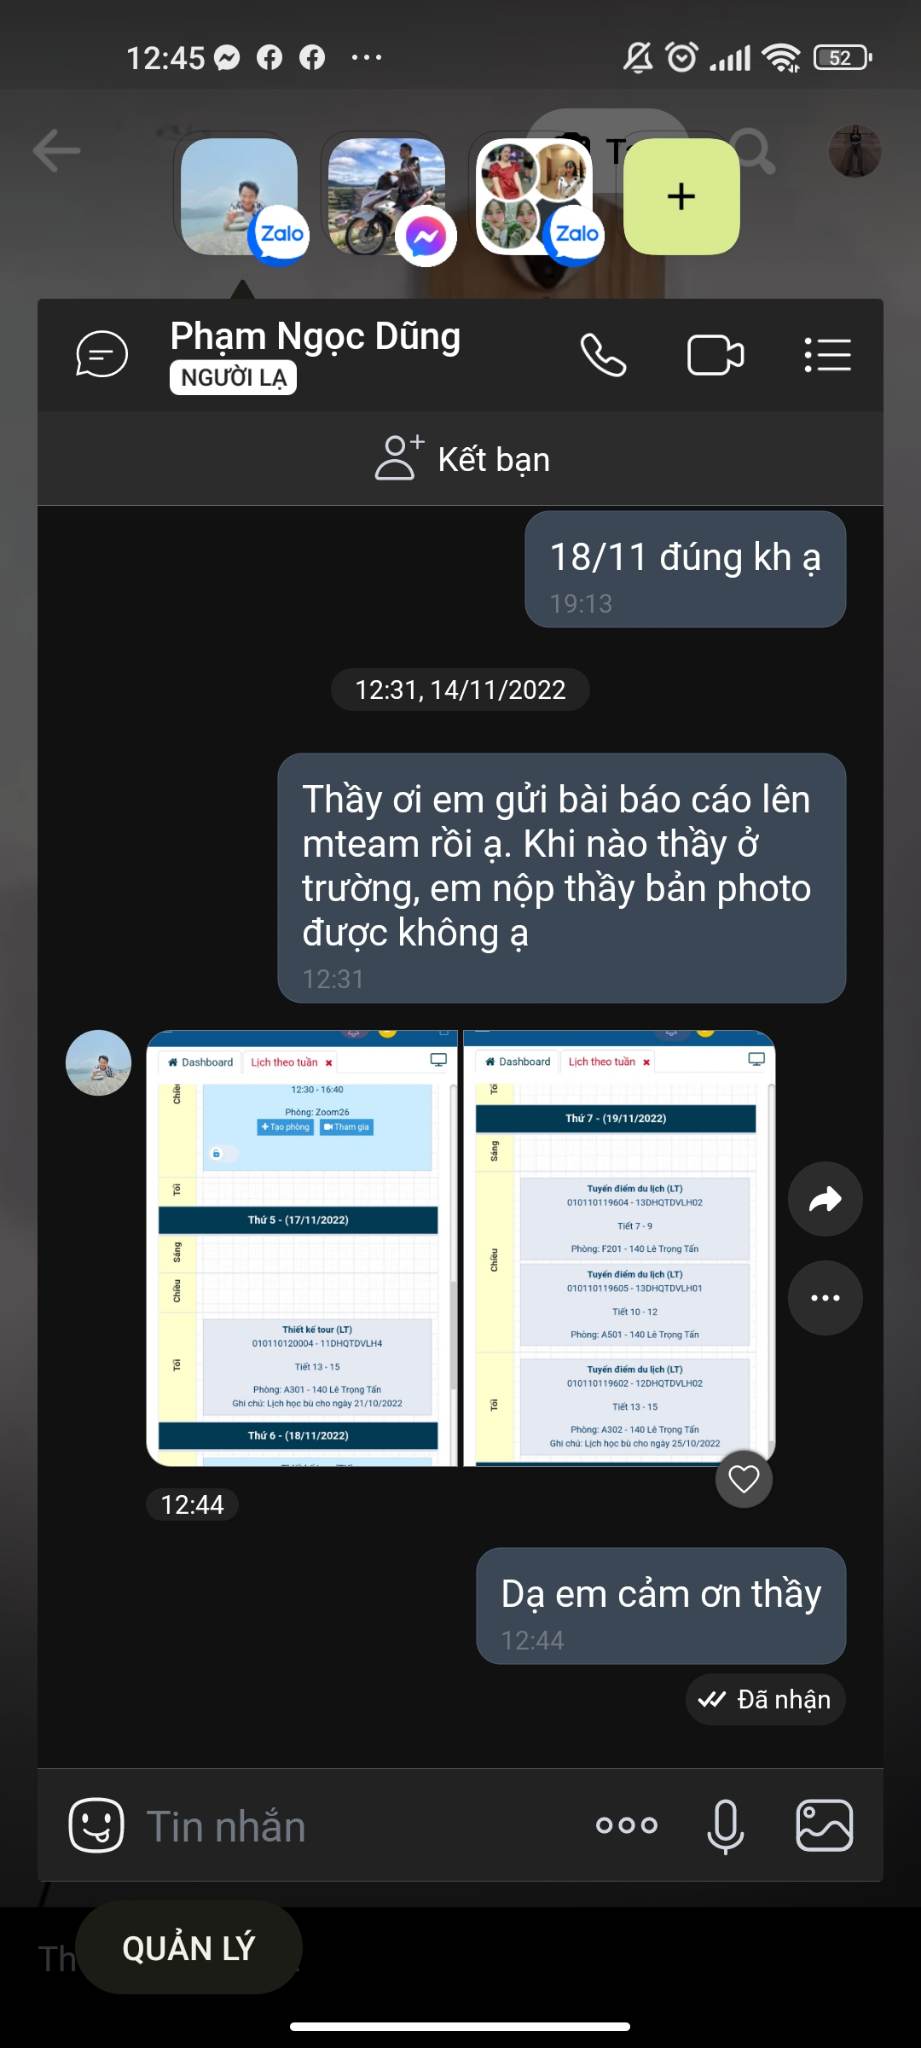 12:45
52
Zalo
Zalo
+
Phạm Ngọc Dũng
NGƯỜI LẠ
Kết bạn
18/11 đúng kh ạ
19:13
12:31, 14/11/2022
Thầy ơi em gửi bài báo cáo lên
mteam rồi ạ. Khi nào thầy ở
trường, em nộp thầy bản photo
được không ạ
12:31
Dashboard
Lịch theo tuần
Chiều
12:30 - 16:40
Phòng: Zoom26
Tạo phòng
Tham gia
Tối
Thứ 5 - (17/11/2022)
Sáng
Chiều
Tối
Thiết kế tour (LT)
010110120004 - 11DHQTDVLH4
Tiết 13 - 15
Phòng: A301 - 140 Lê Trọng Tấn
Ghi chú: Lịch học bù cho ngày 21/10/2022
Thứ 6 - (18/11/2022)
Dashboard
Lịch theo tuần
Thứ 7 - (19/11/2022)
Sáng
Chiều
Tuyến điểm du lịch (LT)
010110119604 - 13DHQTDVLH02
Tiết 7 - 9
Phòng: F201 - 140 Lê Trọng Tấn
Tuyến điểm du lịch (LT)
010110119605 - 13DHQTDVLH01
Tiết 10 - 12
Phòng: A501 - 140 Lê Trọng Tấn
Tối
Tuyến điểm du lịch (LT)
010110119602 - 12DHQTDVLH02
Tiết 13 - 15
Phòng: A302 - 140 Lê Trọng Tấn
Ghi chú: Lịch học bù cho ngày 25/10/2022
12:44
Dạ em cảm ơn thầy
12:44
Đã nhận
Tin nhắn
Th
QUẢN LÝ